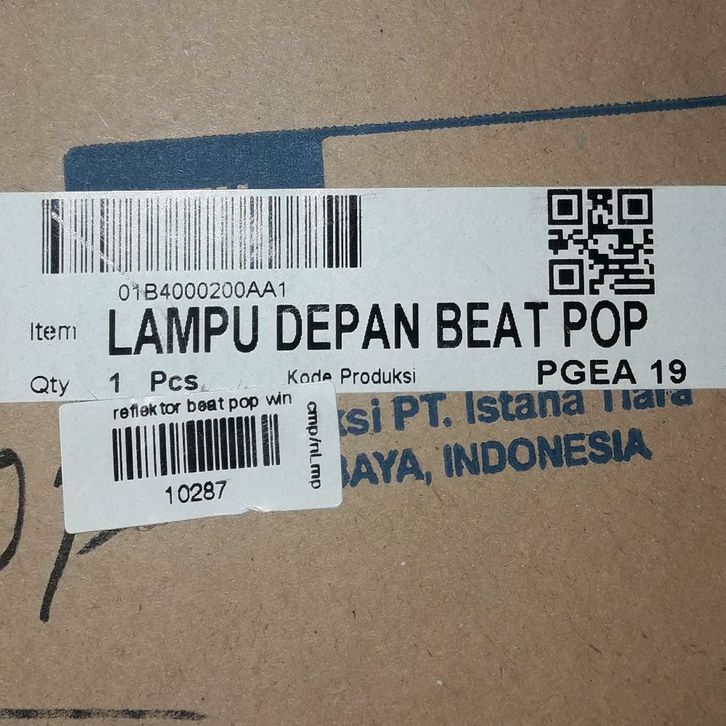 01B4000200AA1
Item LAMPU DEPAN BEAT POP
Qty 1 Pcs Kode Produksi PGEA 19
reflektor beat pop win
10287
cmp/nl.mp
ksi PT. Istana Tiara
BAYA, INDONESIA